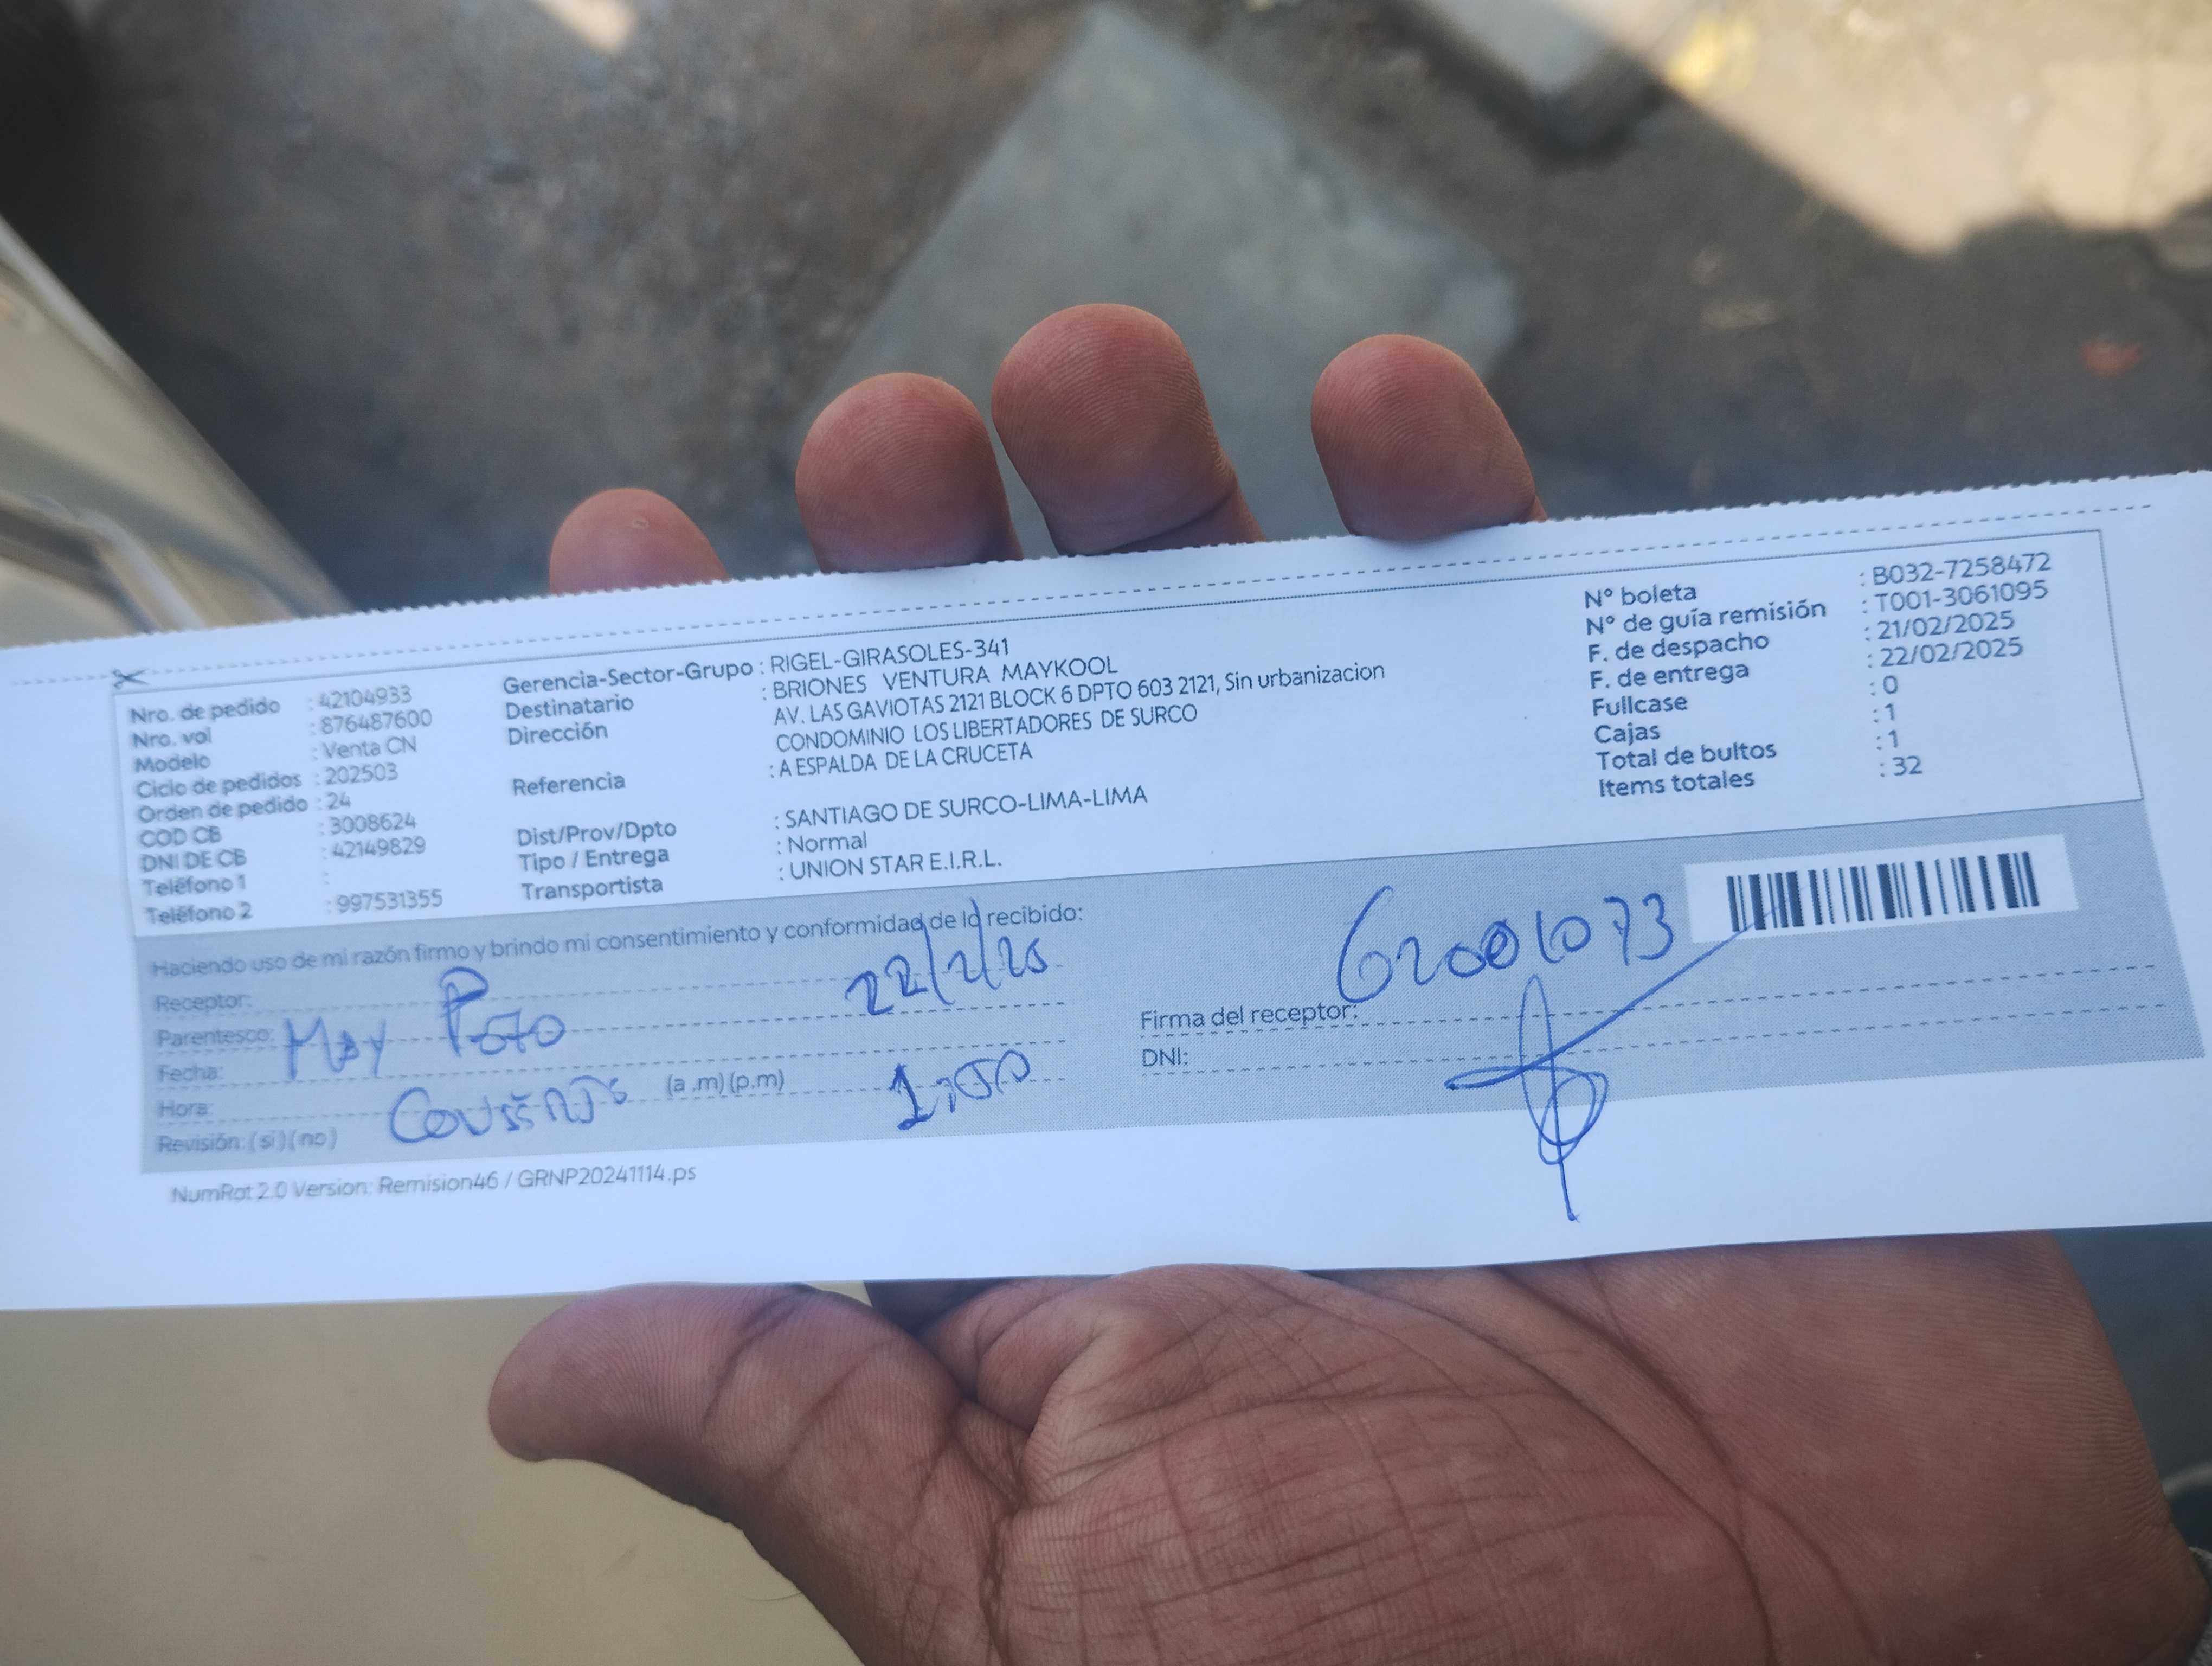 Nro. de pedido : 42104933
Nro. vol : 876487600
Modelo : Venta CN
Ciclo de pedidos : 202503
Orden de pedido : 24
COD CB : 3008624
DNI DE CB : 42149829
Teléfono 1 :
Teléfono 2 : 997531355
Gerencia-Sector-Grupo : RIGEL-GIRASOLES-341
Destinatario : BRIONES VENTURA MAYKOOL
Dirección AV. LAS GAVIOTAS 2121 BLOCK 6 DPTO 603 2121, Sin urbanizacion
CONDOMINIO LOS LIBERTADORES DE SURCO
Referencia : A ESPALDA DE LA CRUCETA
Dist/Prov/Dpto : SANTIAGO DE SURCO-LIMA-LIMA
Tipo / Entrega : Normal
Transportista : UNION STAR E.I.R.L.
N° boleta : B032-7258472
N° de guía remisión : T001-3061095
F. de despacho : 21/02/2025
F. de entrega : 22/02/2025
Fullcase : 0
Cajas : 1
Total de bultos : 1
Items totales : 32
Haciendo uso de mi razón firmo y brindo mi consentimiento y conformidad de lo recibido:
Receptor: 22/2/25
Parentesco: May
Fecha:
Hora: (a .m) (p.m)
Revisión: (si) (no)
62001073
Firma del receptor:
DNI:
NumRot 2.0 Version: Remision46 / GRNP20241114.ps